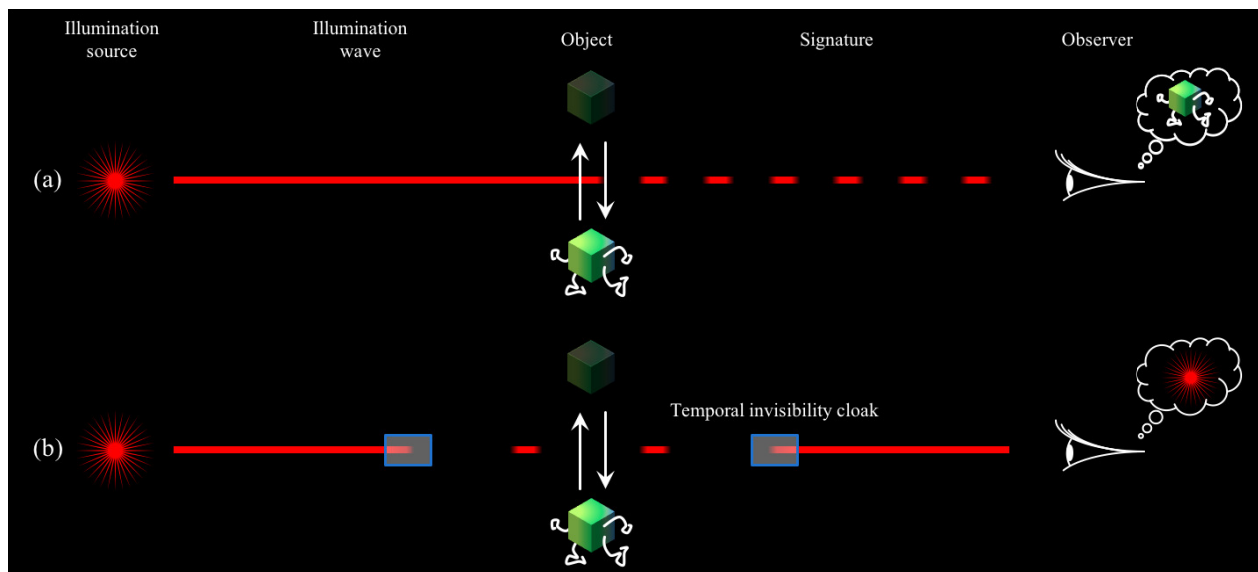 Illumination
source
Illumination
wave
Object
Signature
Observer
(a)
Temporal invisibility cloak
(b)